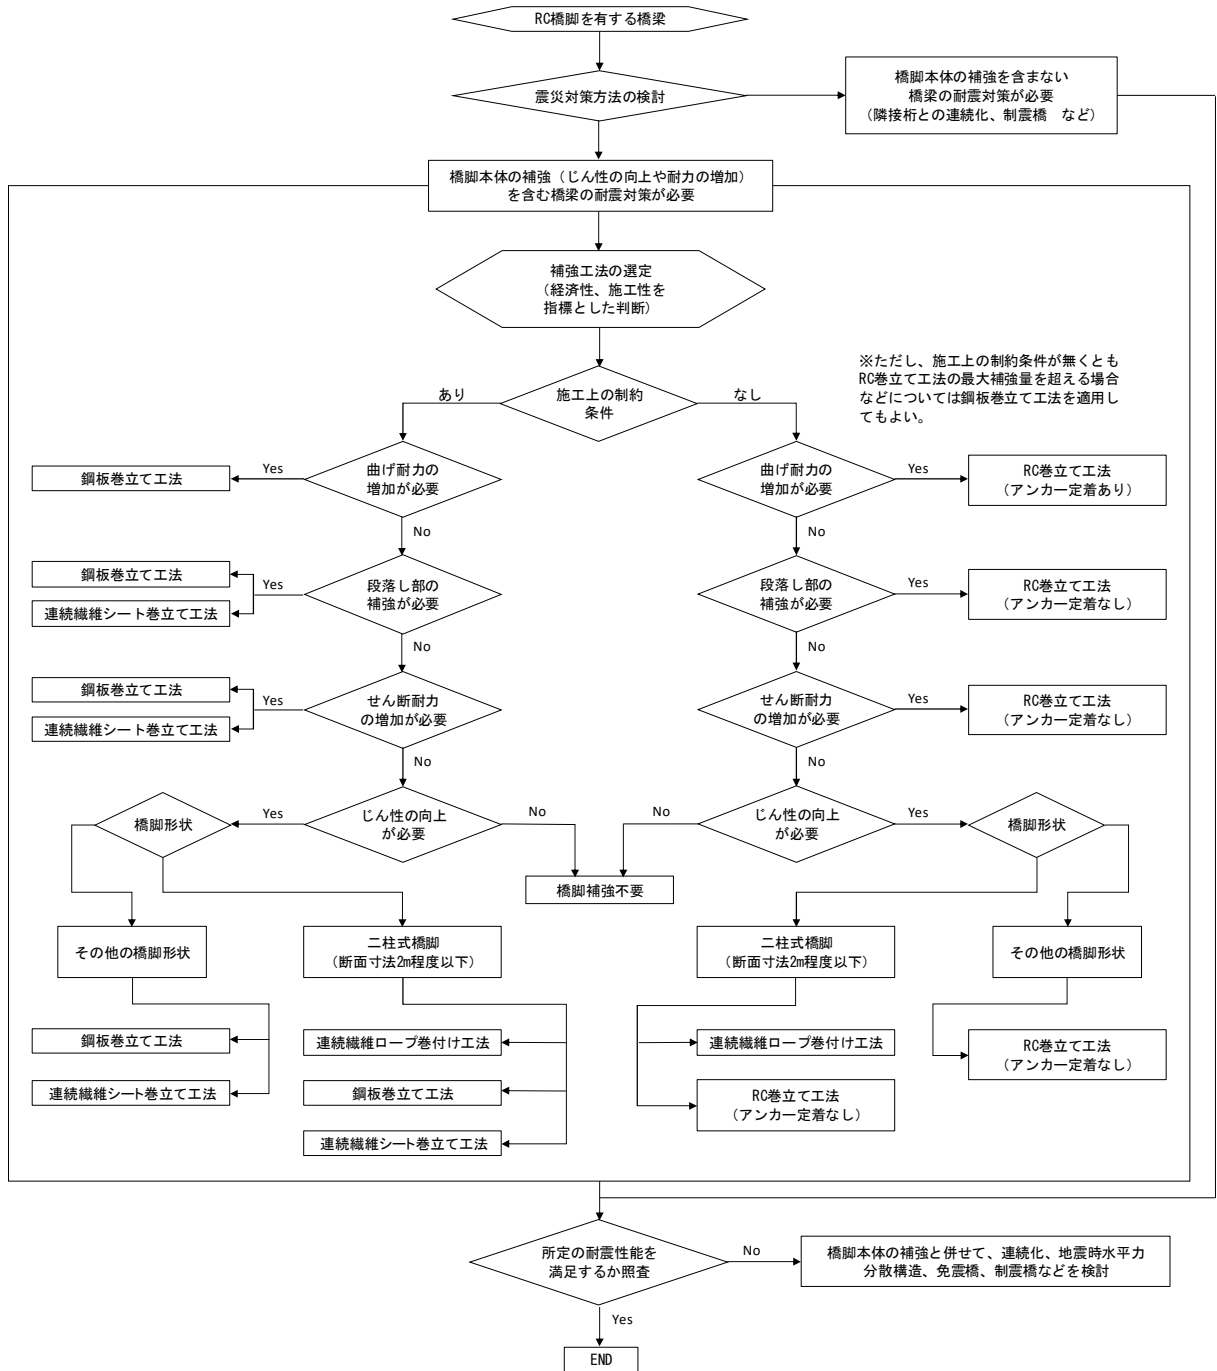 RC橋脚を有する橋梁
震災対策方法の検討
橋脚本体の補強を含まない
橋梁の耐震対策が必要
（隣接桁との連続化、制震橋　など）
橋脚本体の補強（じん性の向上や耐力の増加）
を含む橋梁の耐震対策が必要
補強工法の選定
（経済性、施工性を
指標とした判断）
※ただし、施工上の制約条件が無くとも
RC巻立て工法の最大補強量を超える場合
などについては鋼板巻立て工法を適用し
てもよい。
あり
施工上の制約
条件
なし
鋼板巻立て工法
Yes
曲げ耐力の
増加が必要
曲げ耐力の
増加が必要
Yes
RC巻立て工法
（アンカー定着あり）
No
No
鋼板巻立て工法
連続繊維シート巻立て工法
Yes
段落し部の
補強が必要
段落し部の
補強が必要
Yes
RC巻立て工法
（アンカー定着なし）
No
No
鋼板巻立て工法
連続繊維シート巻立て工法
Yes
せん断耐力
の増加が必要
せん断耐力
の増加が必要
Yes
RC巻立て工法
（アンカー定着なし）
No
No
橋脚形状
Yes
じん性の向上
が必要
No
No
じん性の向上
が必要
Yes
橋脚形状
橋脚補強不要
その他の橋脚形状
二柱式橋脚
（断面寸法2m程度以下）
二柱式橋脚
（断面寸法2m程度以下）
その他の橋脚形状
鋼板巻立て工法
連続繊維シート巻立て工法
連続繊維ロープ巻付け工法
鋼板巻立て工法
連続繊維シート巻立て工法
連続繊維ロープ巻付け工法
RC巻立て工法
（アンカー定着なし）
RC巻立て工法
（アンカー定着なし）
所定の耐震性能を
満足するか照査
No
橋脚本体の補強と併せて、連続化、地震時水平力
分散構造、免震橋、制震橋などを検討
Yes
END